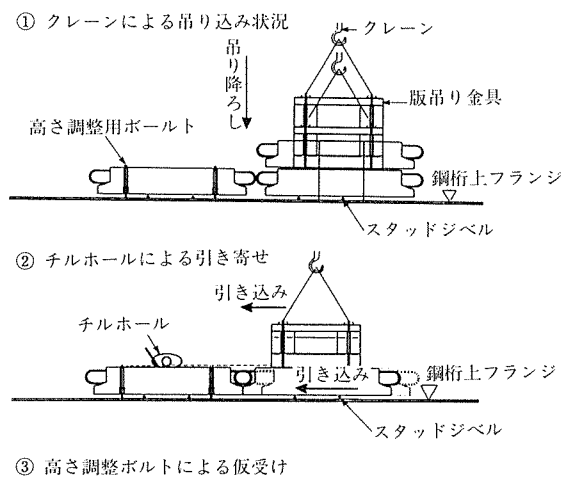 ① クレーンによる吊り込み状況
クレーン
吊り降ろし
版吊り金具
高さ調整用ボールト
鋼桁上フランジ
スタッドジベル
② チルホールによる引き寄せ
引き込み
チルホール
引き込み
鋼桁上フランジ
スタッドジベル
③ 高さ調整ボルトによる仮受け